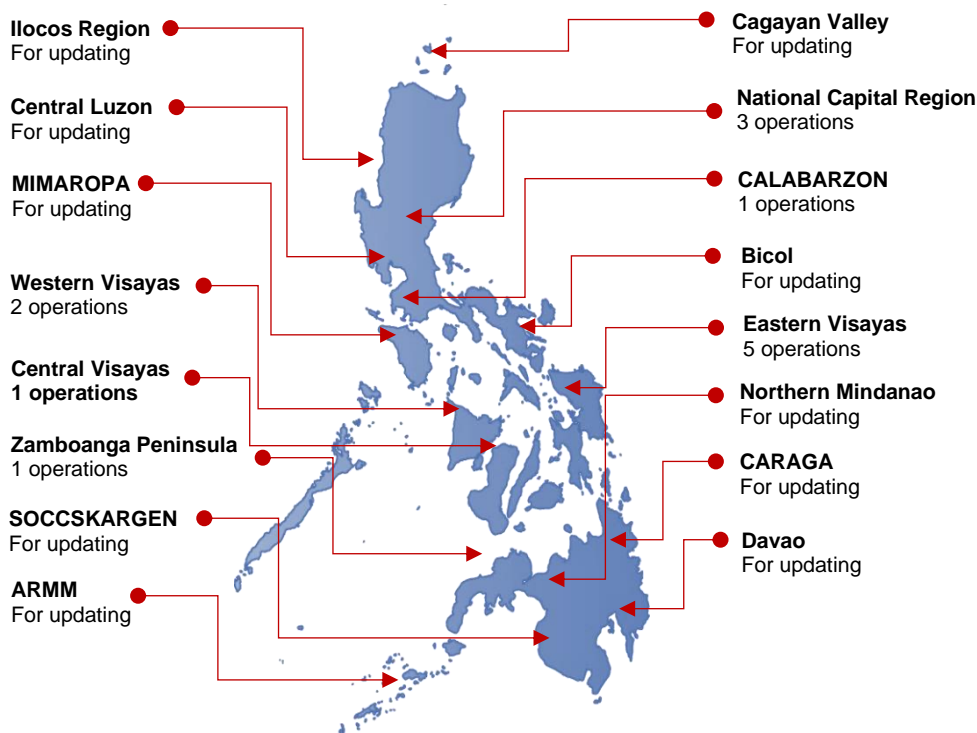 Ilocos Region
For updating
Central Luzon
For updating
MIMAROPA
For updating
Western Visayas
2 operations
Central Visayas
1 operations
Zamboanga Peninsula
1 operations
SOCCSKARGEN
For updating
ARMM
For updating
Cagayan Valley
For updating
National Capital Region
3 operations
CALABARZON
1 operations
Bicol
For updating
Eastern Visayas
5 operations
Northern Mindanao
For updating
CARAGA
For updating
Davao
For updating